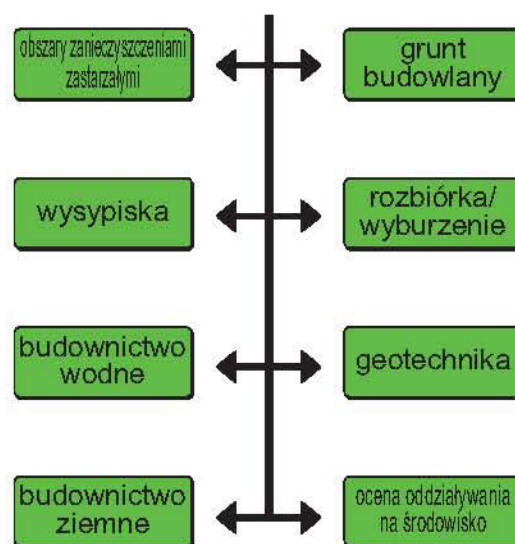 obszary zanieczyszczeniami
zastarzałymi
grunt
budowlany
wysypiska
rozbiórka/
wyburzenie
budownictwo
wodne
geotechnika
budownictwo
ziemne
ocena oddziaływania
na środowisko